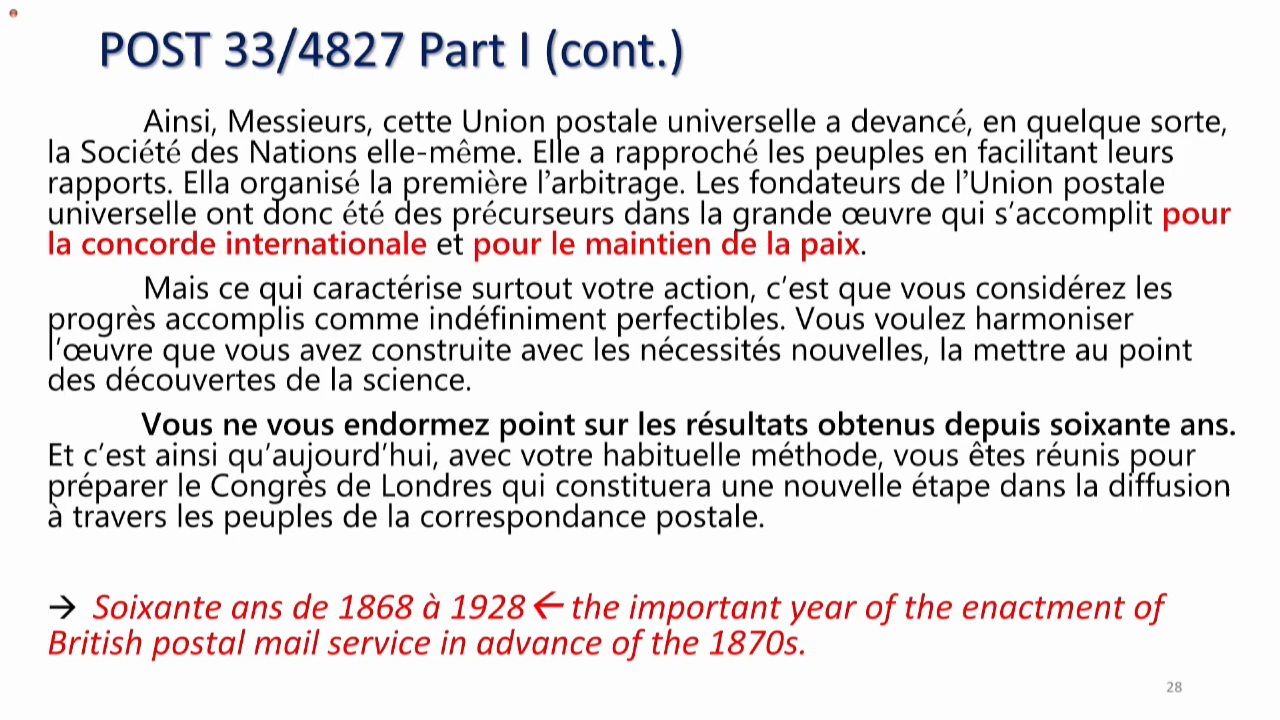 POST 33/4827 Part I (cont.)
Ainsi, Messieurs, cette Union postale universelle a devancé, en quelque sorte,
la Société des Nations elle-même. Elle a rapproché les peuples en facilitant leurs
rapports. Ella organisé la première l’arbitrage. Les fondateurs de l’Union postale
universelle ont donc été des précurseurs dans la grande œuvre qui s’accomplit pour
la concorde internationale et pour le maintien de la paix.
Mais ce qui caractérise surtout votre action, c’est que vous considérez les
progrès accomplis comme indéfiniment perfectibles. Vous voulez harmoniser
l’œuvre que vous avez construite avec les nécessités nouvelles, la mettre au point
des découvertes de la science.
Vous ne vous endormez point sur les résultats obtenus depuis soixante ans.
Et c’est ainsi qu’aujourd’hui, avec votre habituelle méthode, vous êtes réunis pour
préparer le Congrès de Londres qui constituera une nouvelle étape dans la diffusion
à travers les peuples de la correspondance postale.
→ Soixante ans de 1868 à 1928 ← the important year of the enactment of
British postal mail service in advance of the 1870s.
28